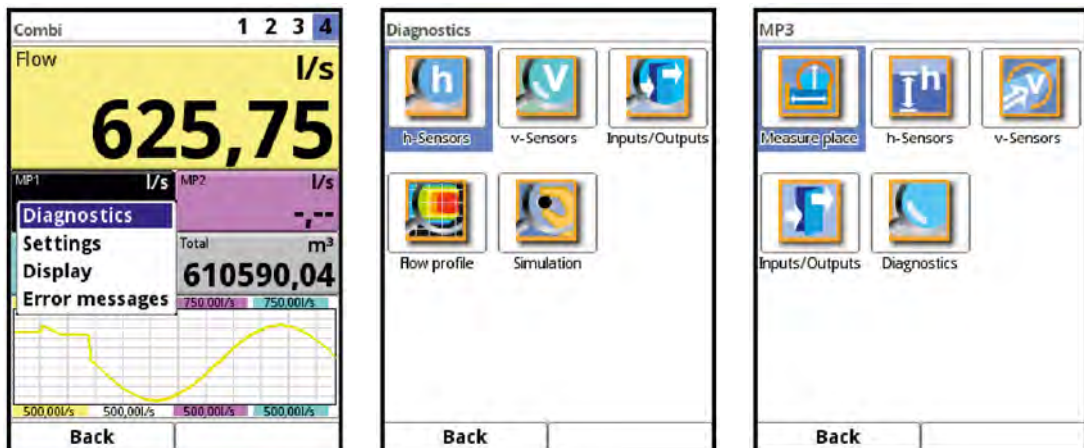 Combi 1 2 3 4
Flow l/s
625,75
MP1 l/s MP2 l/s
Diagnostics -,--
Settings Total m³
Display 610590,04
Error messages 750,00l/s 750,00l/s
500,00l/s 500,00l/s 500,00l/s 500,00l/s
Back
Diagnostics
h
V
h-Sensors v-Sensors Inputs/Outputs
Flow profile Simulation
Back
MP3
h
v
Measure place h-Sensors v-Sensors
Inputs/Outputs Diagnostics
Back